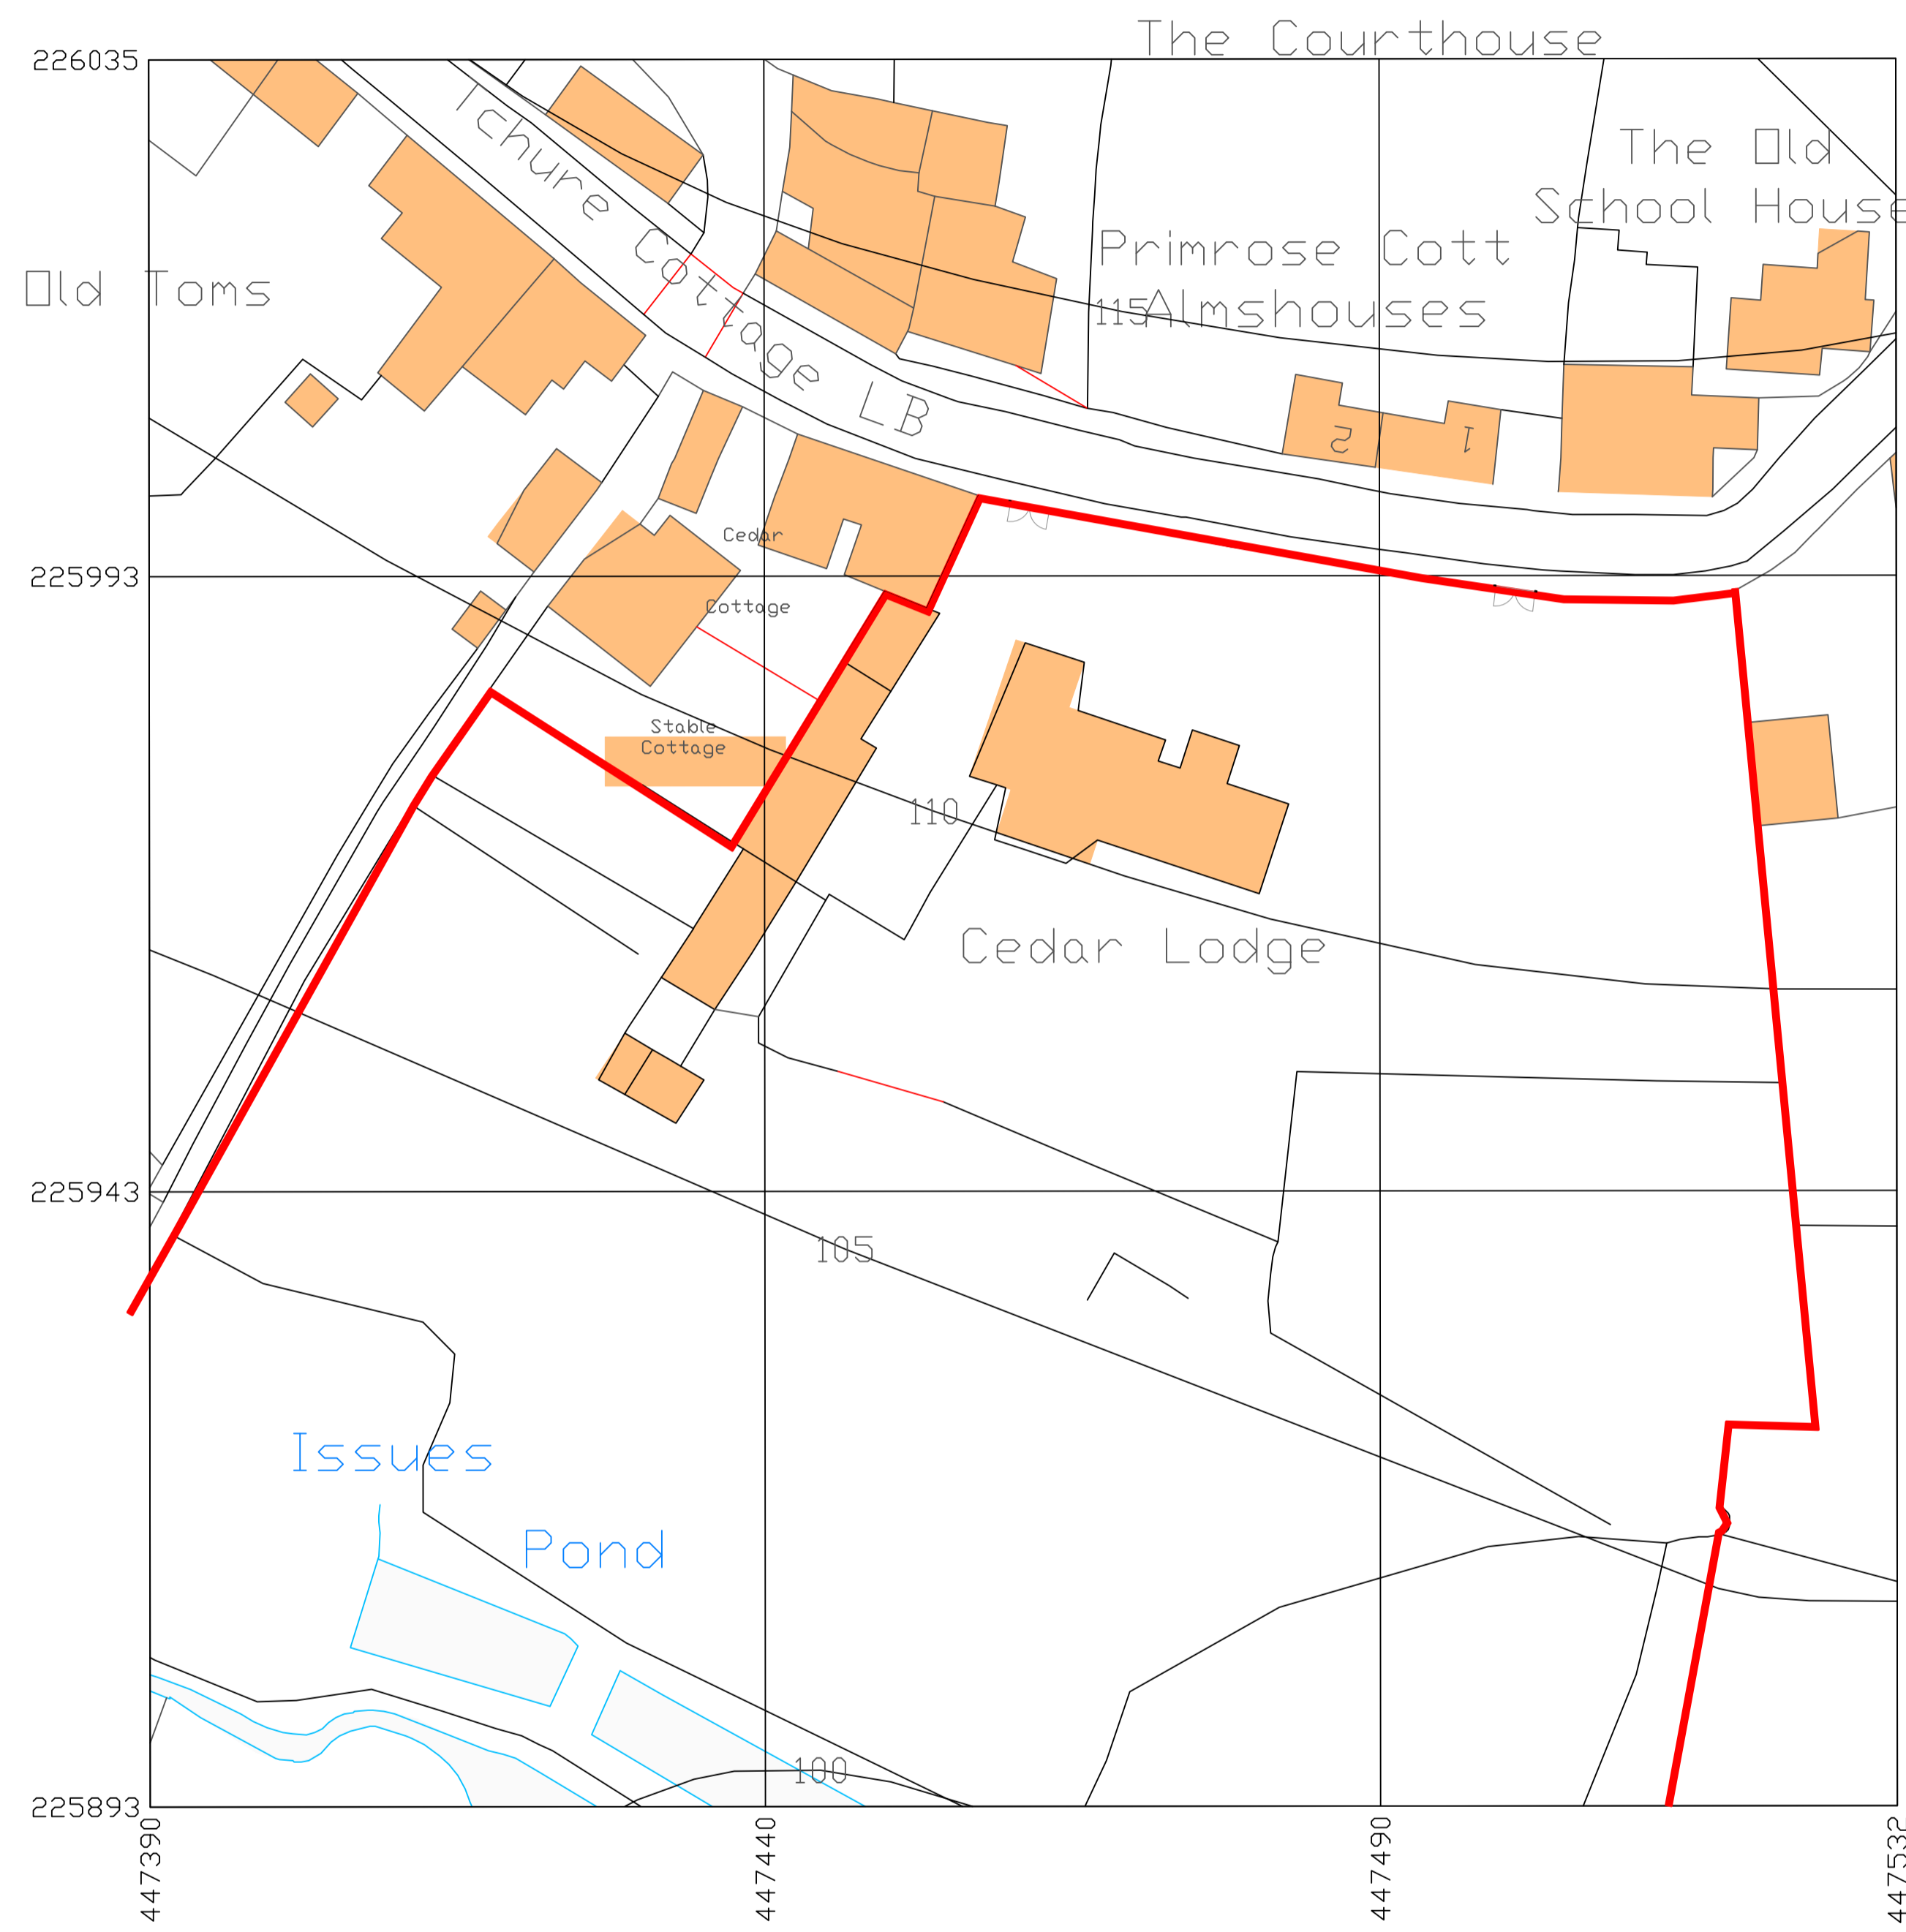 The Courthouse
226035
Tchure Cottage LB
The Old
School House
Primrose Cott
Almshouses
115
Old Toms
2
1
Cedar
Cottage
225993
Stable
Cottage
110
Cedar Lodge
225943
105
Issues
Pond
100
225893
447390
447440
447490
447532